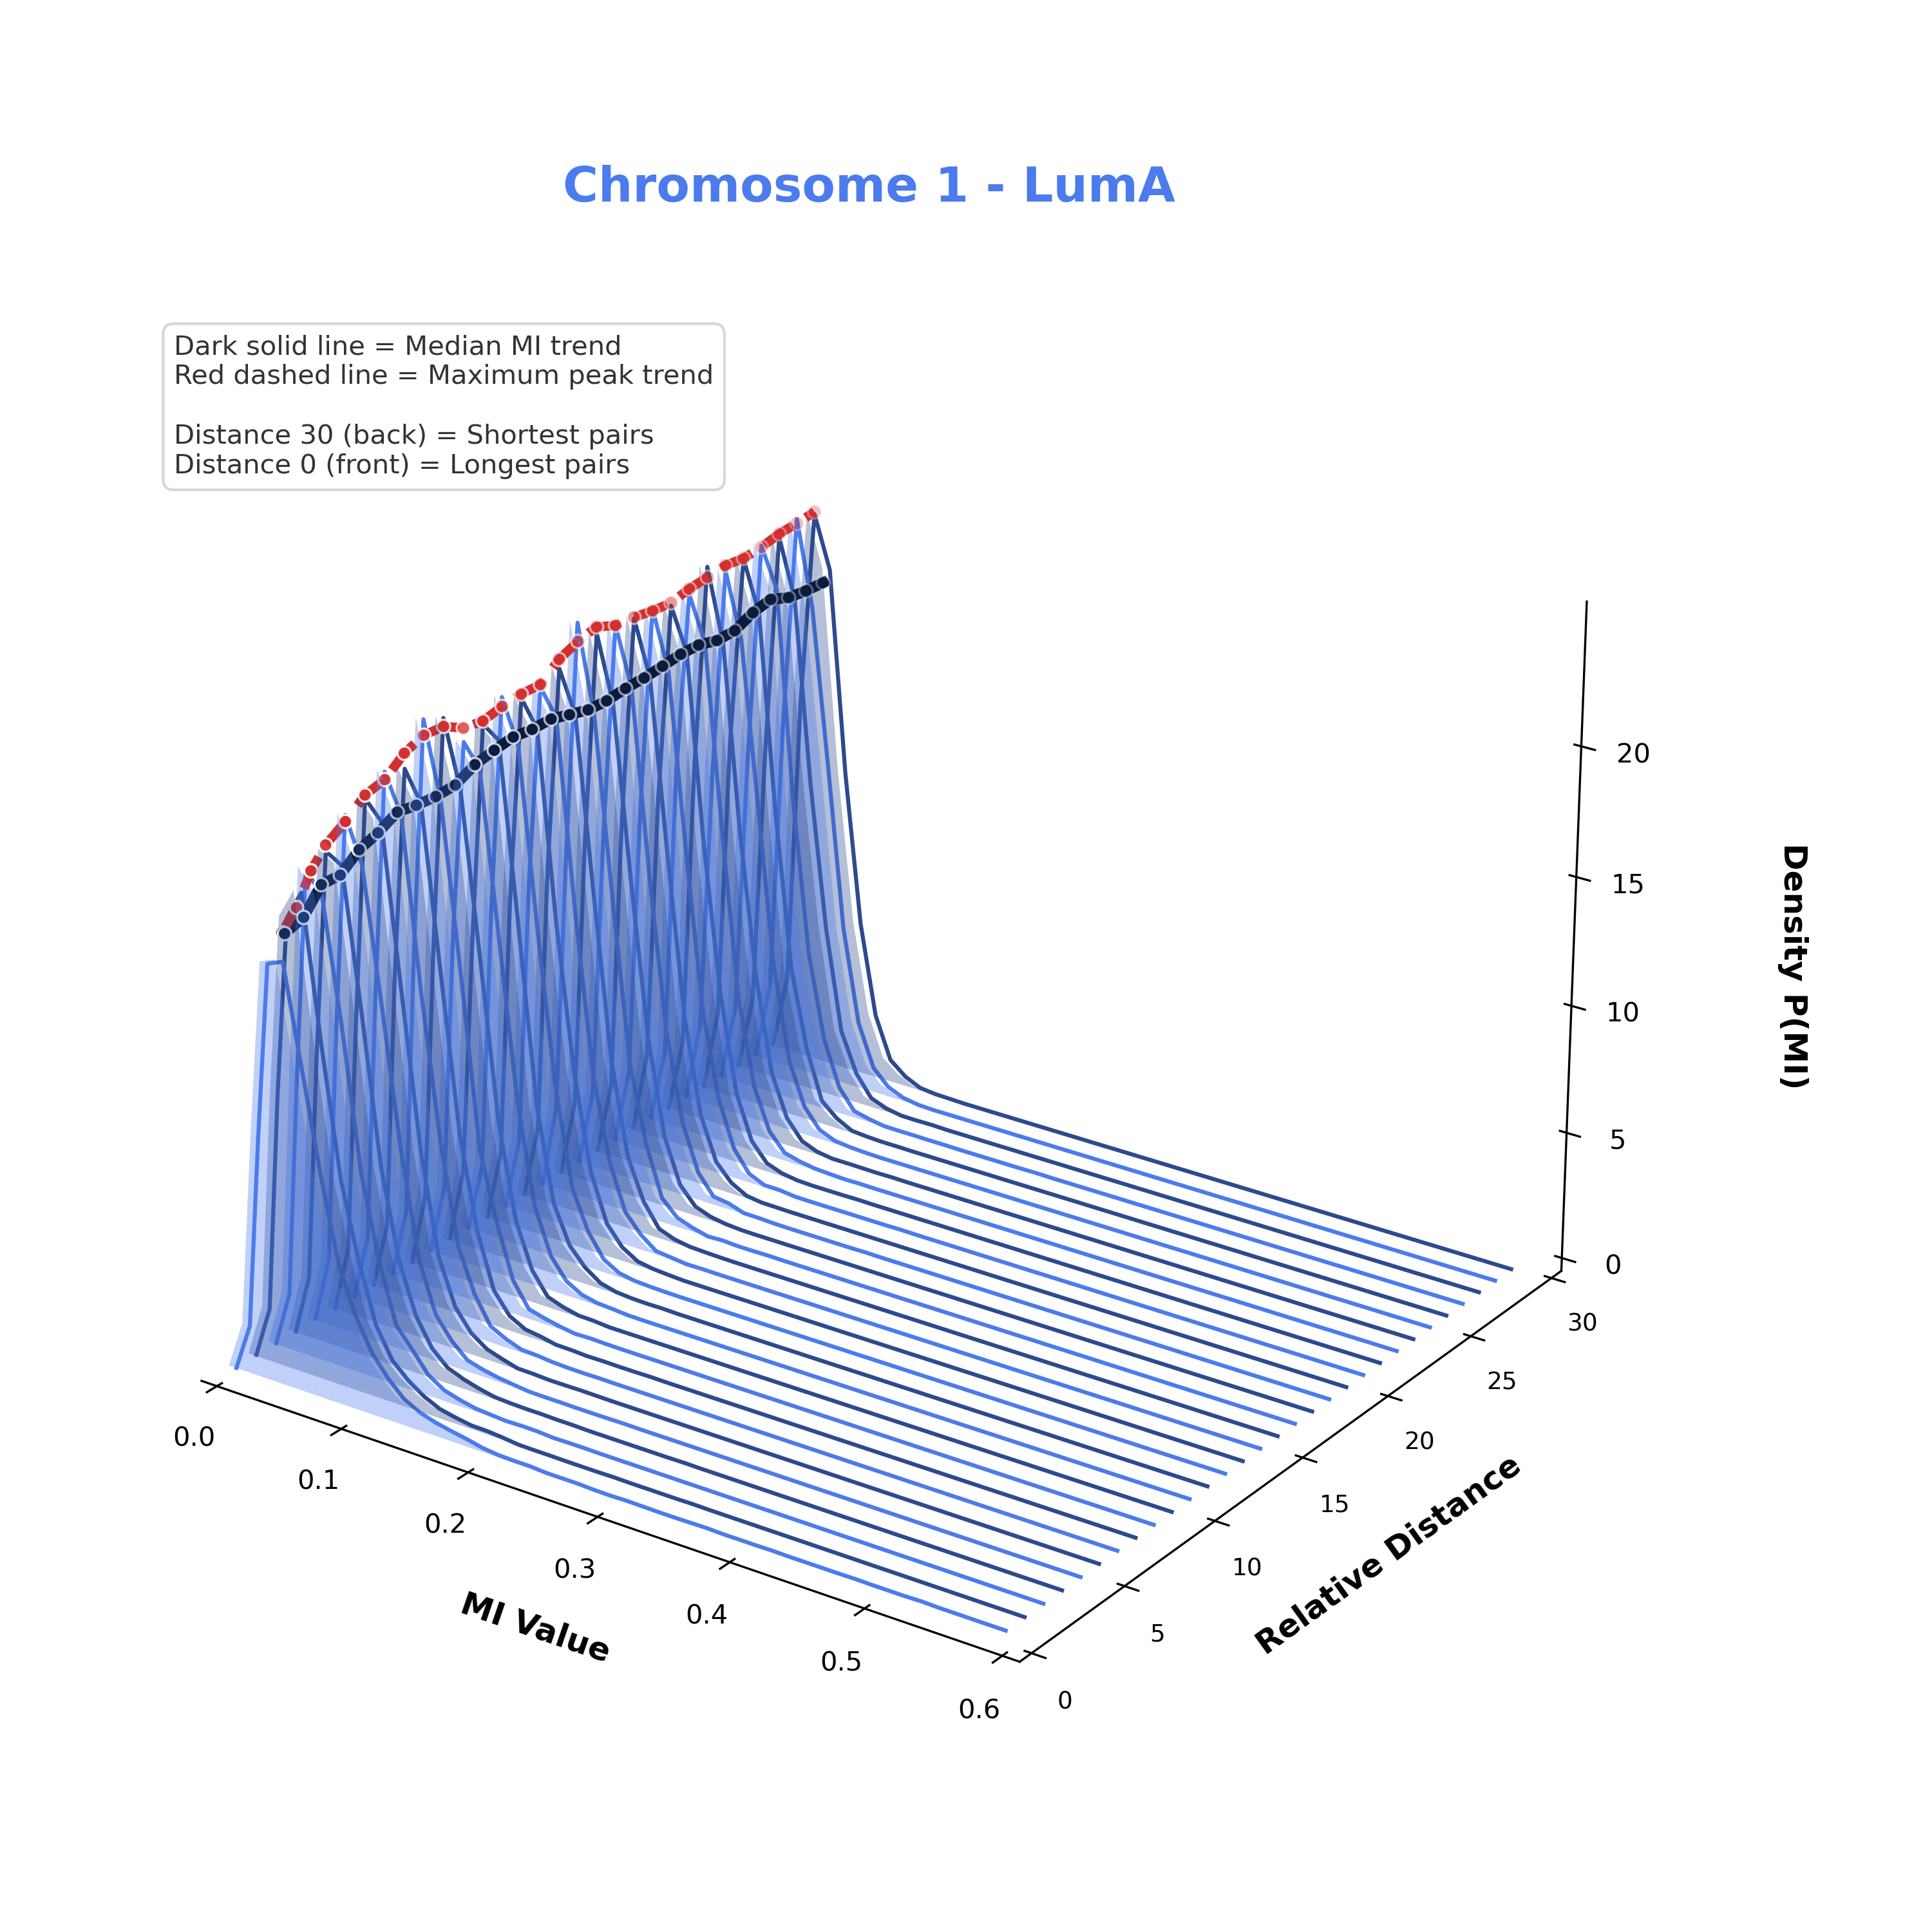 Chromosome 1 - LumA
Dark solid line = Median MI trend
Red dashed line = Maximum peak trend
Distance 30 (back) = Shortest pairs
Distance 0 (front) = Longest pairs
20
15
10
5
0
Density P(MI)
30
25
20
15
10
5
0
Relative Distance
0.0
0.1
0.2
0.3
0.4
0.5
0.6
MI Value